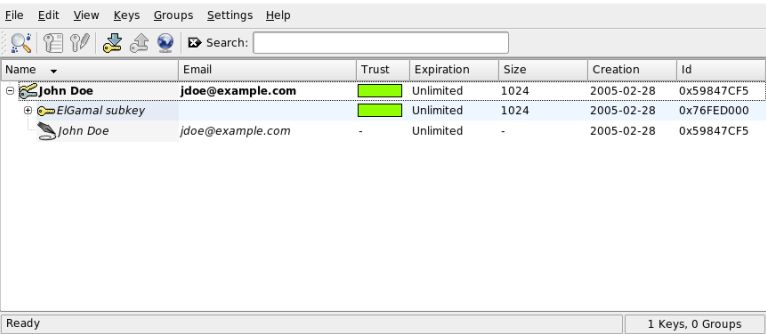 File Edit View Keys Groups Settings Help
Search:
Name Email Trust Expiration Size Creation Id
John Doe jdoe@example.com Unlimited 1024 2005-02-28 0x59847CF5
ElGamal subkey Unlimited 1024 2005-02-28 0x76FED000
John Doe jdoe@example.com - Unlimited - 2005-02-28 0x59847CF5
Ready 1 Keys, 0 Groups